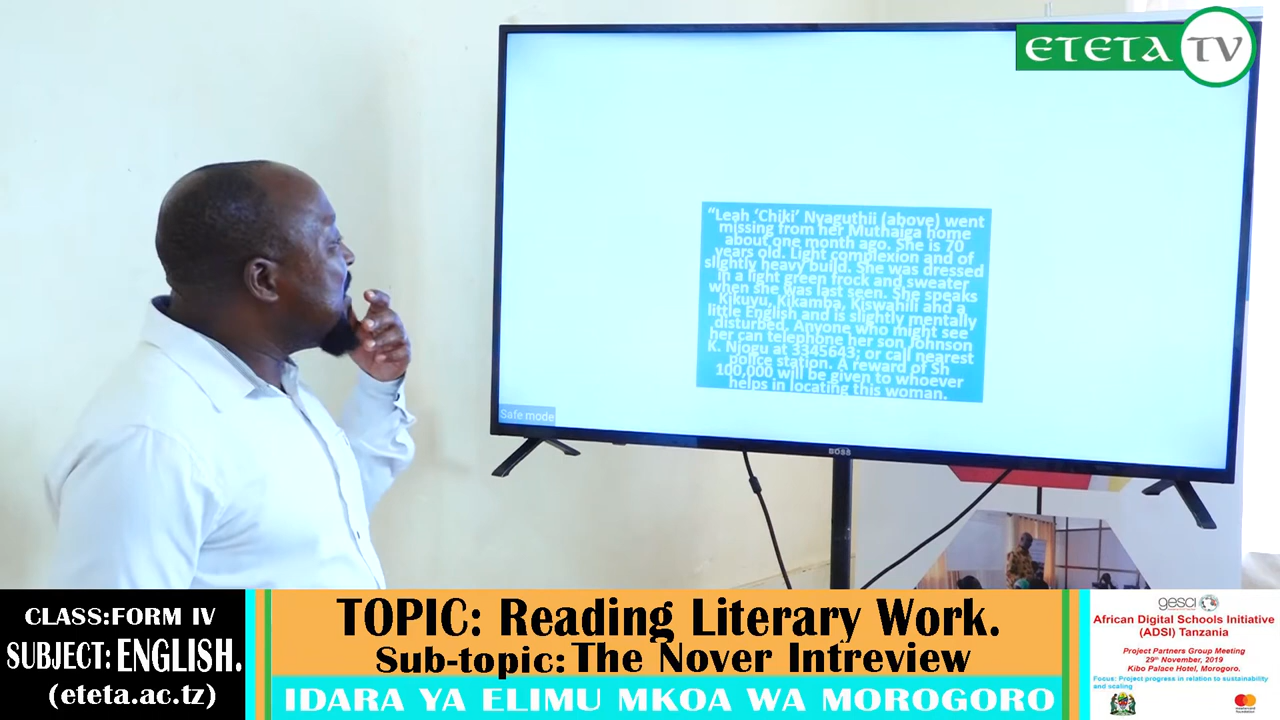 ETETA TV
“Leah ‘Chiki’ Nyaguthii (above) went
missing from her Muthaiga home
about one month ago. She is 70
years old. Light complexion and of
slightly heavy build. She was dressed
in a light green frock and sweater
when she was last seen. She speaks
Kikuyu, Kikamba, Kiswahili and a
little English and is slightly mentally
disturbed. Anyone who might see
her can telephone her son Johnson
K. Njogu at 3345643; or call nearest
police station. A reward of Sh
100,000 will be given to whoever
helps in locating this woman.
Safe mode
BOSS
CLASS:FORM IV
SUBJECT: ENGLISH.
(eteta.ac.tz)
TOPIC: Reading Literary Work.
Sub-topic: The Nover Intreview
IDARA YA ELIMU MKOA WA MOROGORO
gesci
African Digital Schools Initiative
(ADSI) Tanzania
Project Partners Group Meeting
29th November, 2019
Kibo Palace Hotel, Morogoro.
Focus: Project progress in relation to sustainability
and scaling
mastercard
foundation